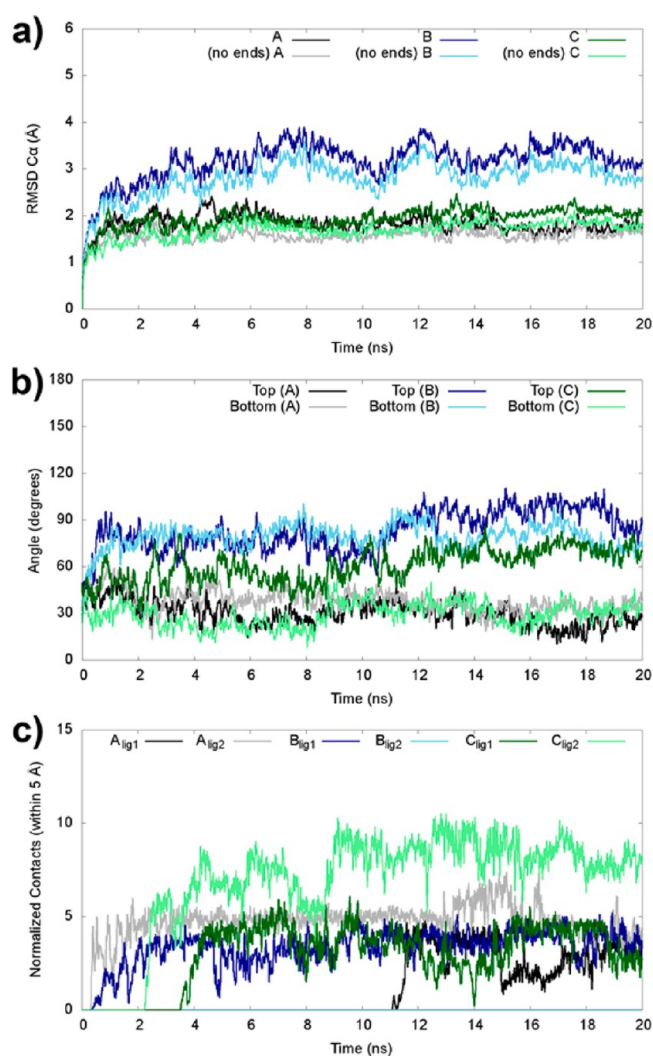 a)
A B C
(no ends) A (no ends) B (no ends) C
6
5
4
3
2
1
0
RMSD Cα (Å)
0 2 4 6 8 10 12 14 16 18 20
Time (ns)
b)
Top (A) Top (B) Top (C)
Bottom (A) Bottom (B) Bottom (C)
180
150
120
90
60
30
0
Angle (degrees)
0 2 4 6 8 10 12 14 16 18 20
Time (ns)
c)
Alig1 Alig2 Blig1 Blig2 Clig1 Clig2
15
10
5
0
Normalized Contacts (within 5 Å)
0 2 4 6 8 10 12 14 16 18 20
Time (ns)